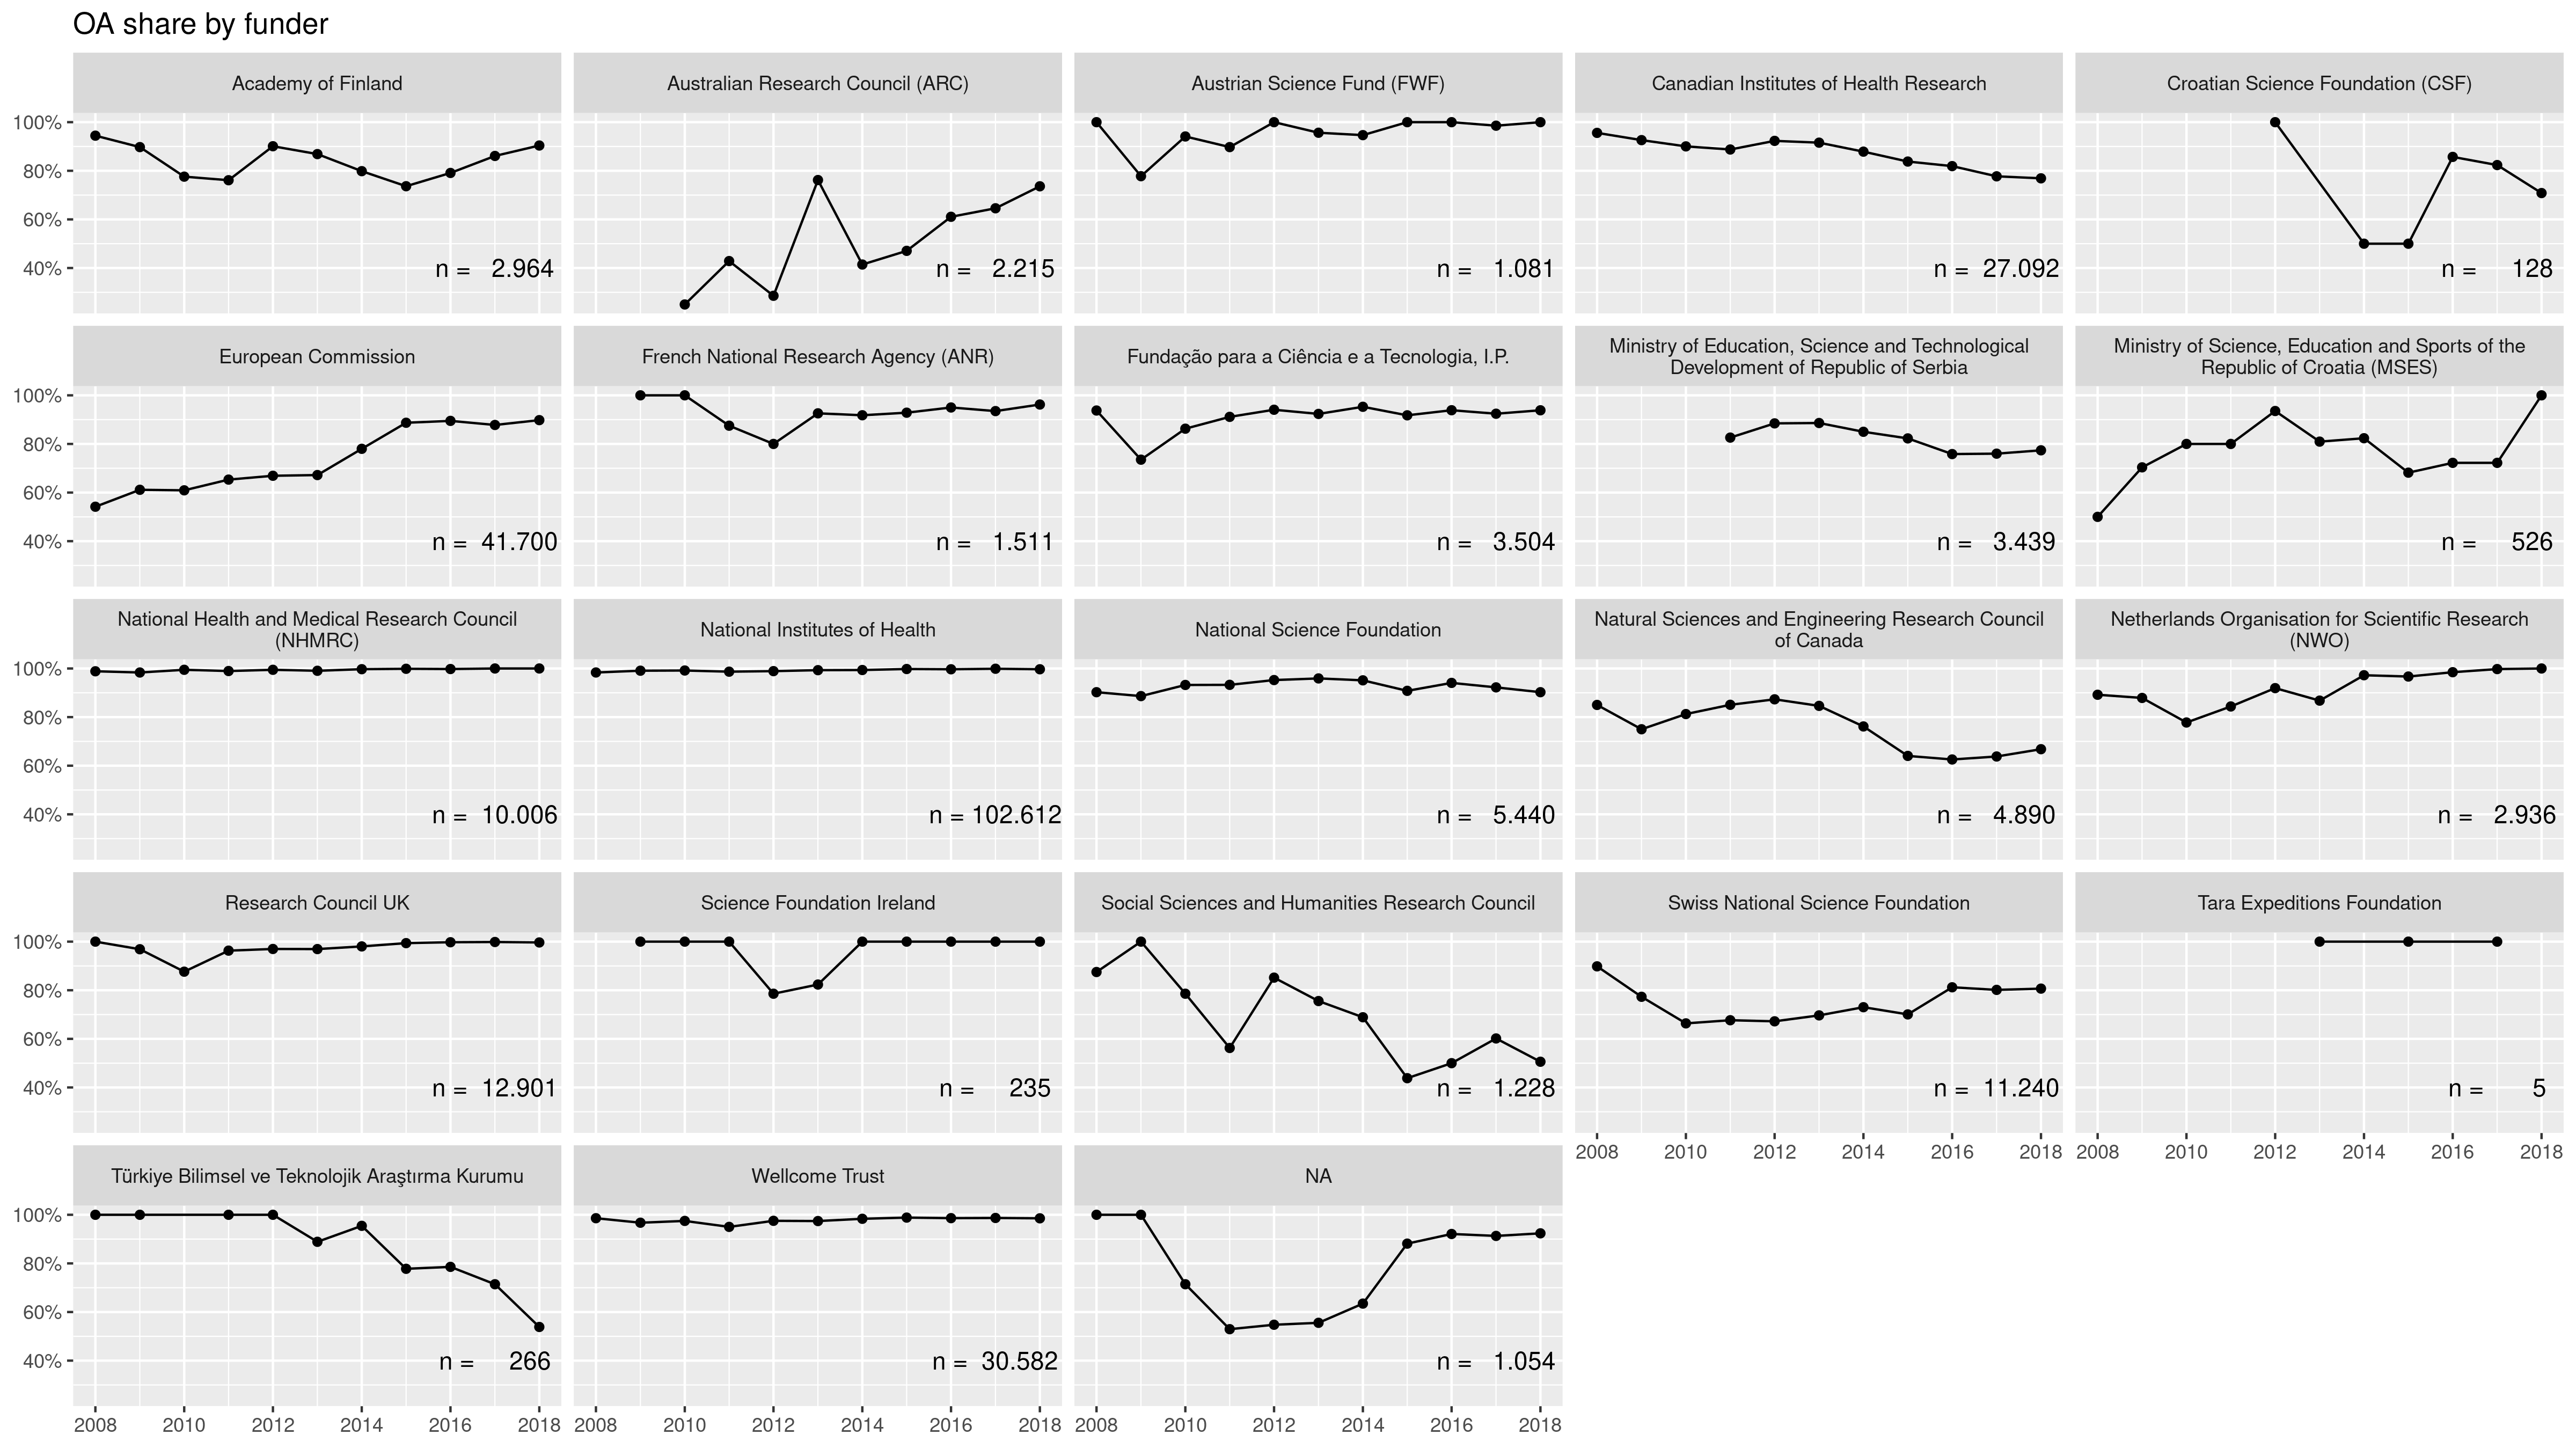 OA share by funder
Academy of Finland
Australian Research Council (ARC)
Austrian Science Fund (FWF)
Canadian Institutes of Health Research
Croatian Science Foundation (CSF)
100%
80%
60%
40%
n = 2.964
n = 2.215
n = 1.081
n = 27.092
n = 128
European Commission
French National Research Agency (ANR)
Fundação para a Ciência e a Tecnologia, I.P.
Ministry of Education, Science and Technological
Development of Republic of Serbia
Ministry of Science, Education and Sports of the
Republic of Croatia (MSES)
100%
80%
60%
40%
n = 41.700
n = 1.511
n = 3.504
n = 3.439
n = 526
National Health and Medical Research Council
(NHMRC)
National Institutes of Health
National Science Foundation
Natural Sciences and Engineering Research Council
of Canada
Netherlands Organisation for Scientific Research
(NWO)
100%
80%
60%
40%
n = 10.006
n = 102.612
n = 5.440
n = 4.890
n = 2.936
Research Council UK
Science Foundation Ireland
Social Sciences and Humanities Research Council
Swiss National Science Foundation
Tara Expeditions Foundation
100%
80%
60%
40%
n = 12.901
n = 235
n = 1.228
n = 11.240
n = 5
2008 2010 2012 2014 2016 2018
2008 2010 2012 2014 2016 2018
Türkiye Bilimsel ve Teknolojik Araştırma Kurumu
Wellcome Trust
NA
100%
80%
60%
40%
n = 266
n = 30.582
n = 1.054
2008 2010 2012 2014 2016 2018
2008 2010 2012 2014 2016 2018
2008 2010 2012 2014 2016 2018